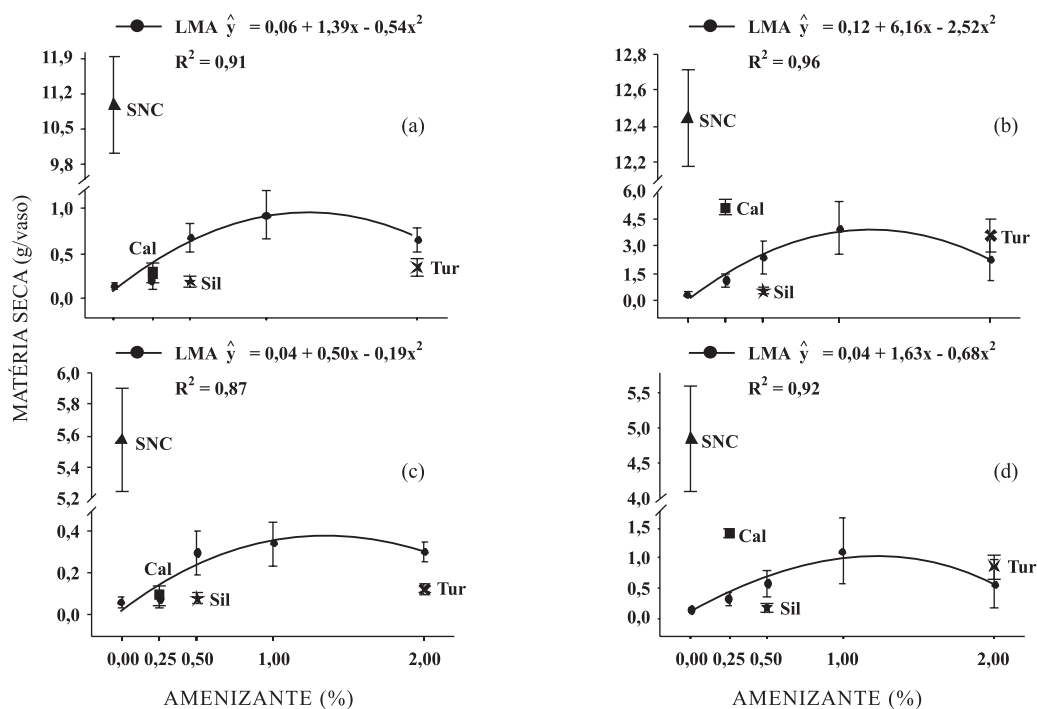 LMA ŷ = 0,06 + 1,39x - 0,54x²
R² = 0,91
11,9
11,2
10,5
9,8
1,0
0,5
0,0
SNC
(a)
Cal
Sil
Tur
LMA ŷ = 0,12 + 6,16x - 2,52x²
R² = 0,96
12,8
12,6
12,4
12,2
6,0
4,5
3,0
1,5
0,0
SNC
(b)
Cal
Sil
Tur
MATÉRIA SECA (g/vaso)
LMA ŷ = 0,04 + 0,50x - 0,19x²
R² = 0,87
6,0
5,8
5,6
5,4
5,2
0,4
0,2
0,0
SNC
(c)
Cal
Sil
Tur
0,00 0,25 0,50 1,00 2,00
AMENIZANTE (%)
LMA ŷ = 0,04 + 1,63x - 0,68x²
R² = 0,92
5,5
5,0
4,5
4,0
1,5
1,0
0,5
0,0
SNC
(d)
Cal
Sil
Tur
0,00 0,25 0,50 1,00 2,00
AMENIZANTE (%)